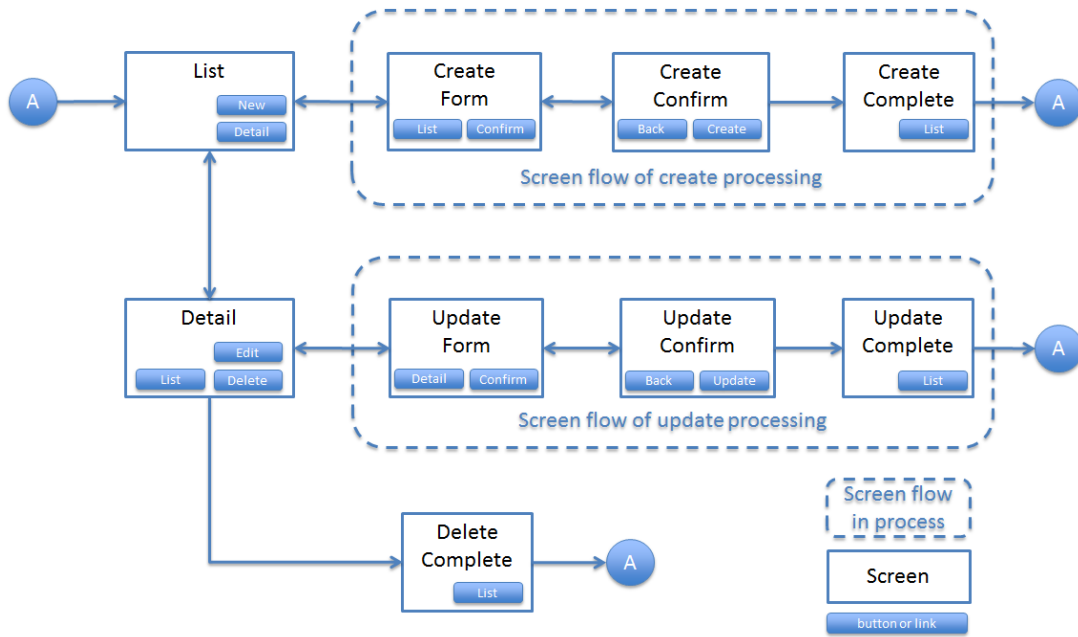 A
List
New
Detail
Create
Form
List
Confirm
Create
Confirm
Back
Create
Create
Complete
List
A
Screen flow of create processing
Detail
Edit
List
Delete
Update
Form
Detail
Confirm
Update
Confirm
Back
Update
Update
Complete
List
A
Screen flow of update processing
Delete
Complete
List
A
Screen flow
in process
Screen
button or link